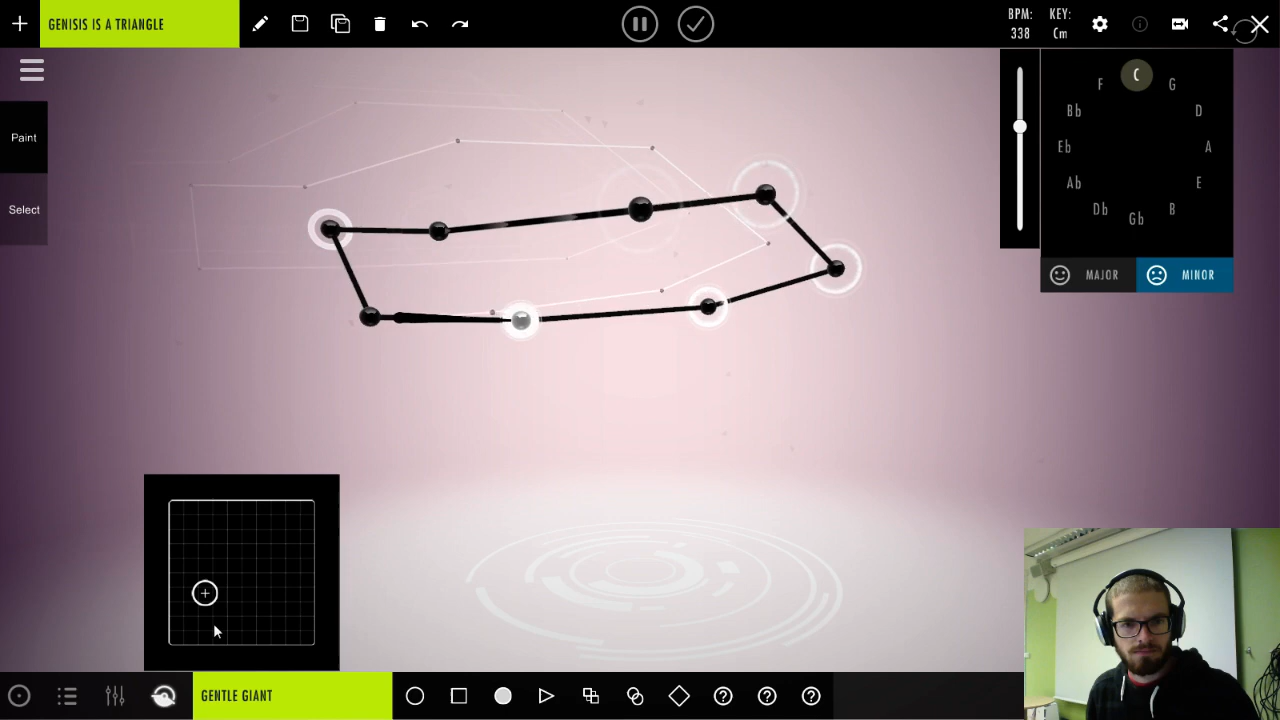 GENISIS IS A TRIANGLE
BPM: 338
KEY: Cm
Paint
Select
C
F
G
Bb
D
Eb
A
Ab
E
Db
B
Gb
MAJOR
MINOR
GENTLE GIANT